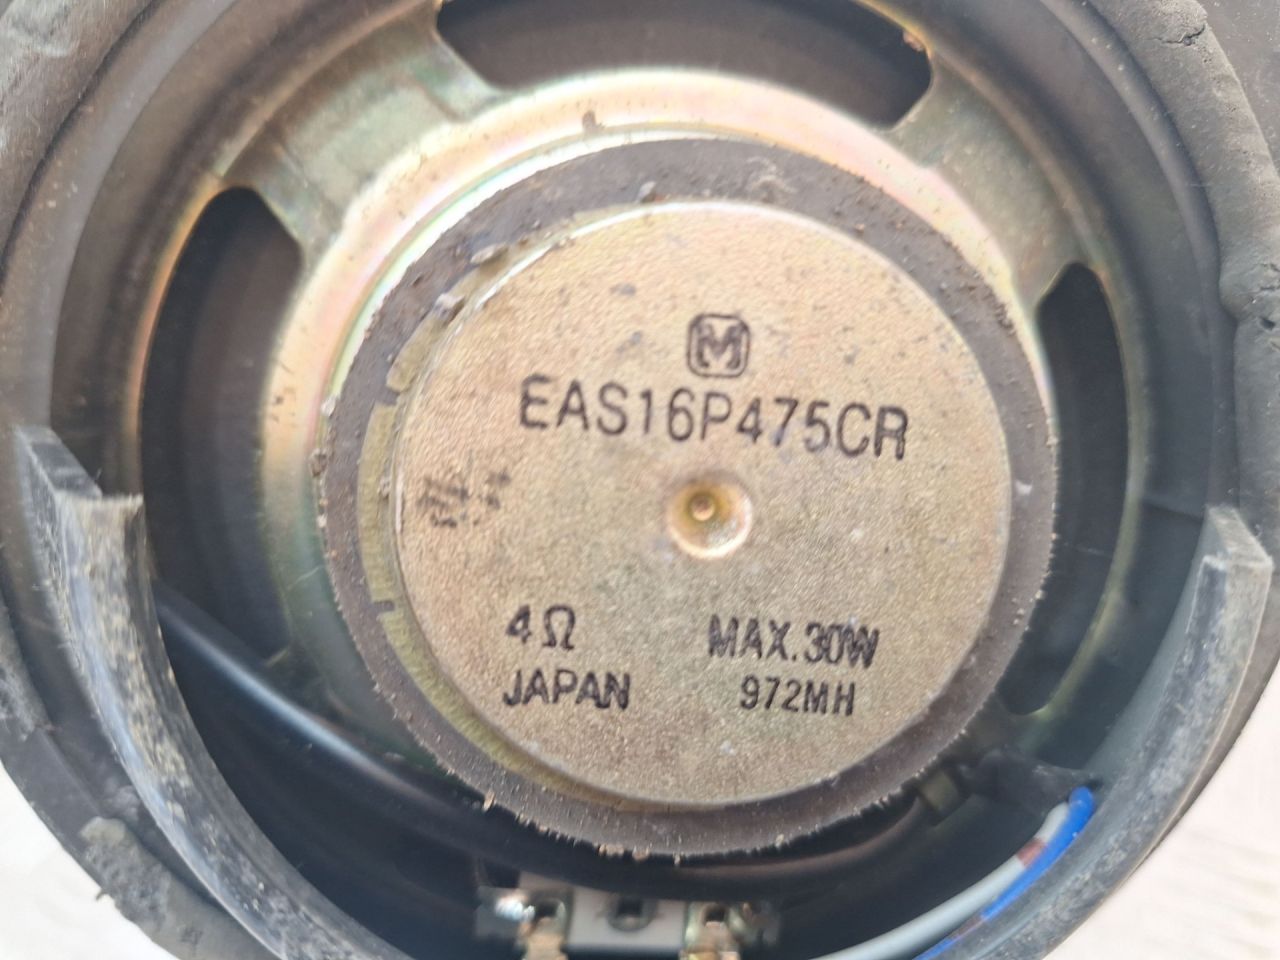 M
EAS16P475CR
4Ω
MAX.30W
JAPAN
972MH